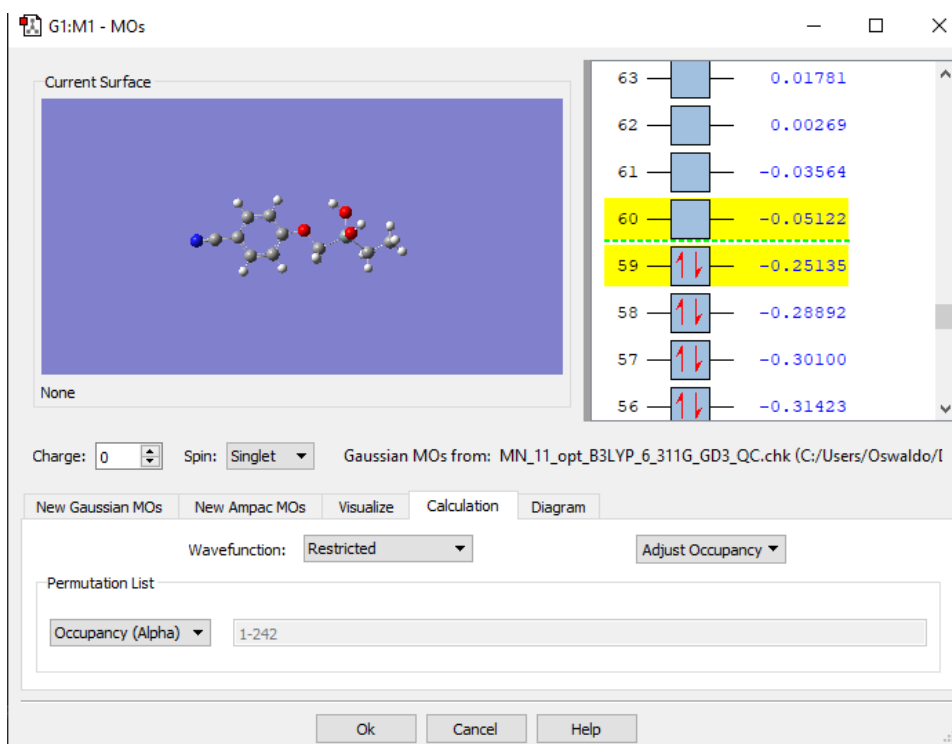 G1:M1 - MOs
Current Surface
None
63 0.01781
62 0.00269
61 -0.03564
60 -0.05122
59 -0.25135
58 -0.28892
57 -0.30100
56 -0.31423
Charge: 0 Spin: Singlet Gaussian MOs from: MN_11_opt_B3LYP_6_311G_GD3_QC.chk (C:/Users/Oswaldo/
New Gaussian MOs New Ampac MOs Visualize Calculation Diagram
Wavefunction: Restricted Adjust Occupancy
Permutation List
Occupancy (Alpha) 1-242
Ok Cancel Help